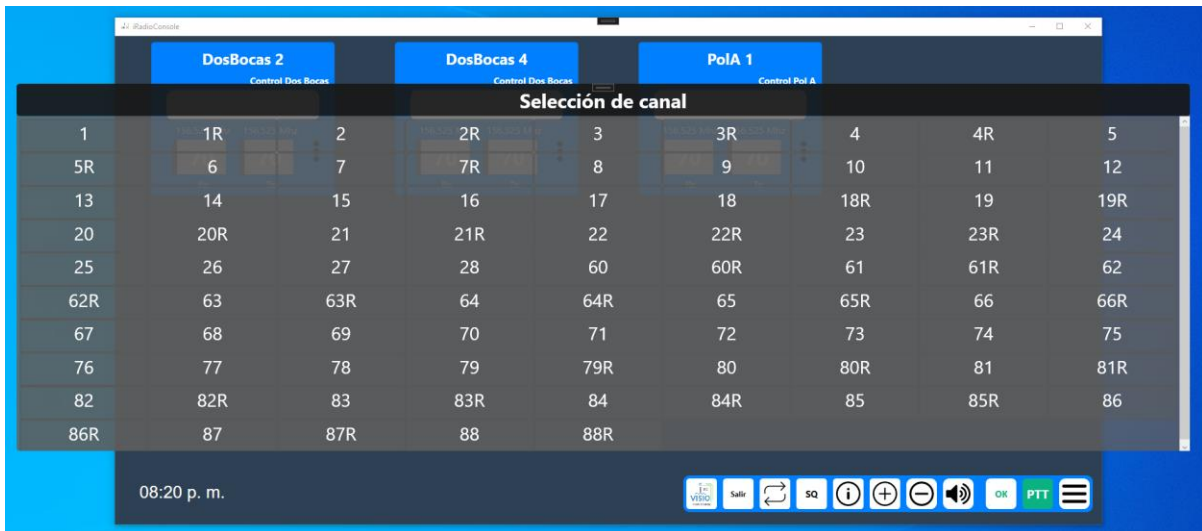 iRadioConsole
DosBocas 2 DosBocas 4 PolA 1
Control Dos Bocas Control Dos Bocas Control Pol A
Selección de canal
1 1R 2 2R 3 3R 4 4R 5
5R 6 7 7R 8 9 10 11 12
13 14 15 16 17 18 18R 19 19R
20 20R 21 21R 22 22R 23 23R 24
25 26 27 28 60 60R 61 61R 62
62R 63 63R 64 64R 65 65R 66 66R
67 68 69 70 71 72 73 74 75
76 77 78 79 79R 80 80R 81 81R
82 82R 83 83R 84 84R 85 85R 86
86R 87 87R 88 88R
08:20 p. m. VISIO Salir SQ OK PTT